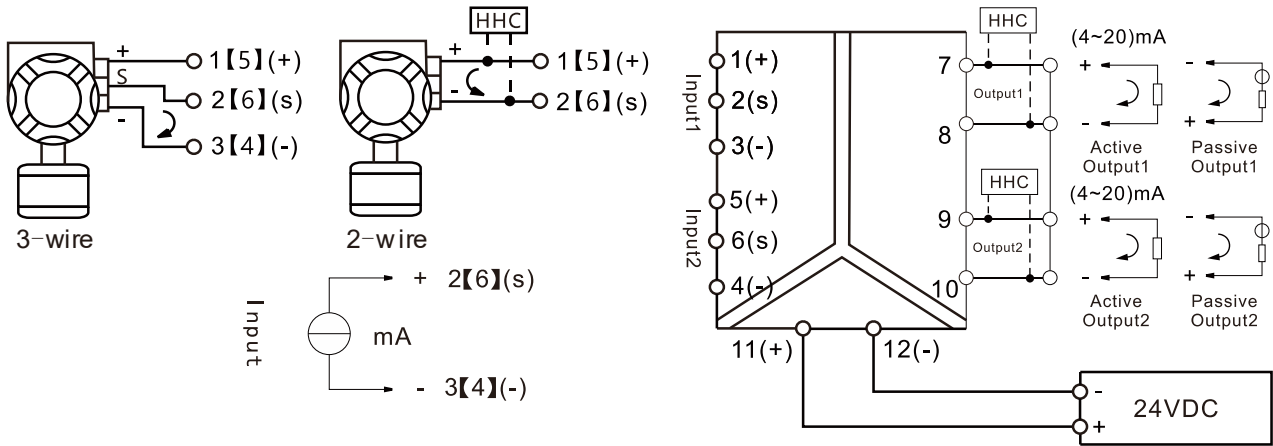 +
S
-
1【5】(+)
2【6】(s)
3【4】(-)
3-wire
HHC
+
-
1【5】(+)
2【6】(s)
2-wire
Input
+ 2【6】(s)
mA
- 3【4】(-)
Input1
1(+)
2(s)
3(-)
Input2
5(+)
6(s)
4(-)
HHC
7
Output1
8
HHC
9
Output2
10
(4~20)mA
+
-
Active
Output1
-
+
Passive
Output1
(4~20)mA
+
-
Active
Output2
-
+
Passive
Output2
11(+)
12(-)
-
+
24VDC